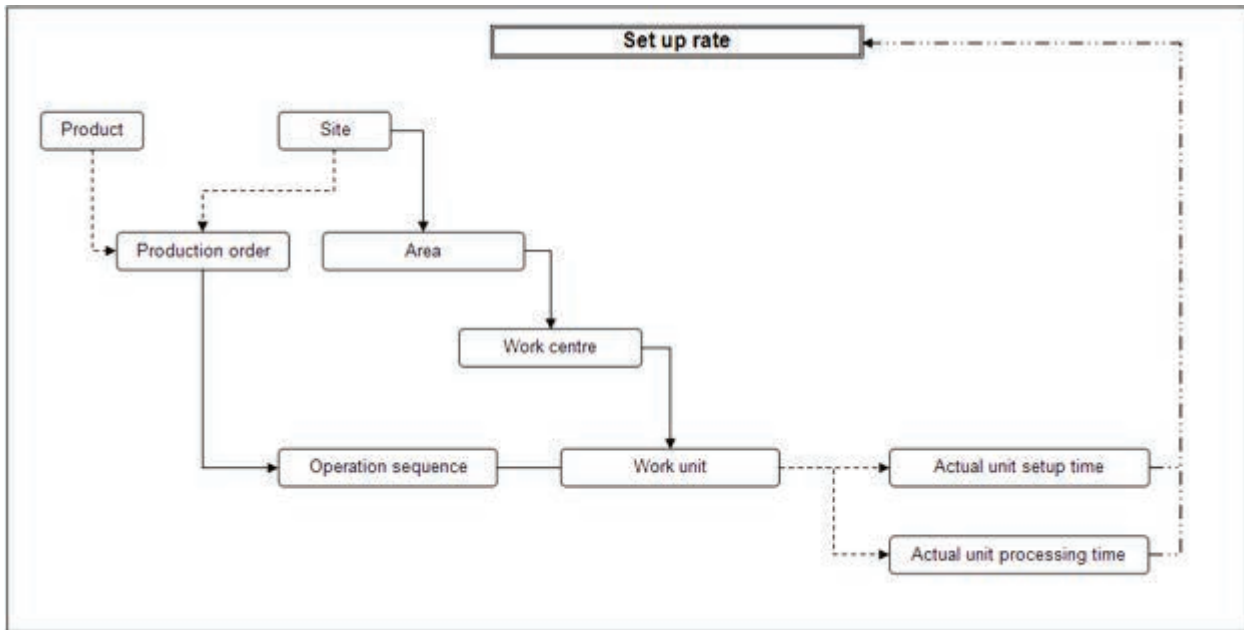 Set up rate
Product
Site
Production order
Area
Work centre
Operation sequence
Work unit
Actual unit setup time
Actual unit processing time